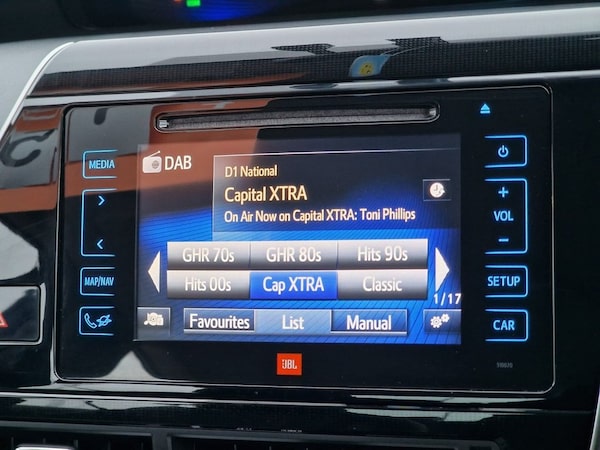 MEDIA
DAB
D1 National
Capital XTRA
On Air Now on Capital XTRA: Toni Phillips
VOL
GHR 70s GHR 80s Hits 90s
Hits 00s Cap XTRA Classic
1/17
MAP/NAV
SETUP
Favourites List Manual
CAR
JBL